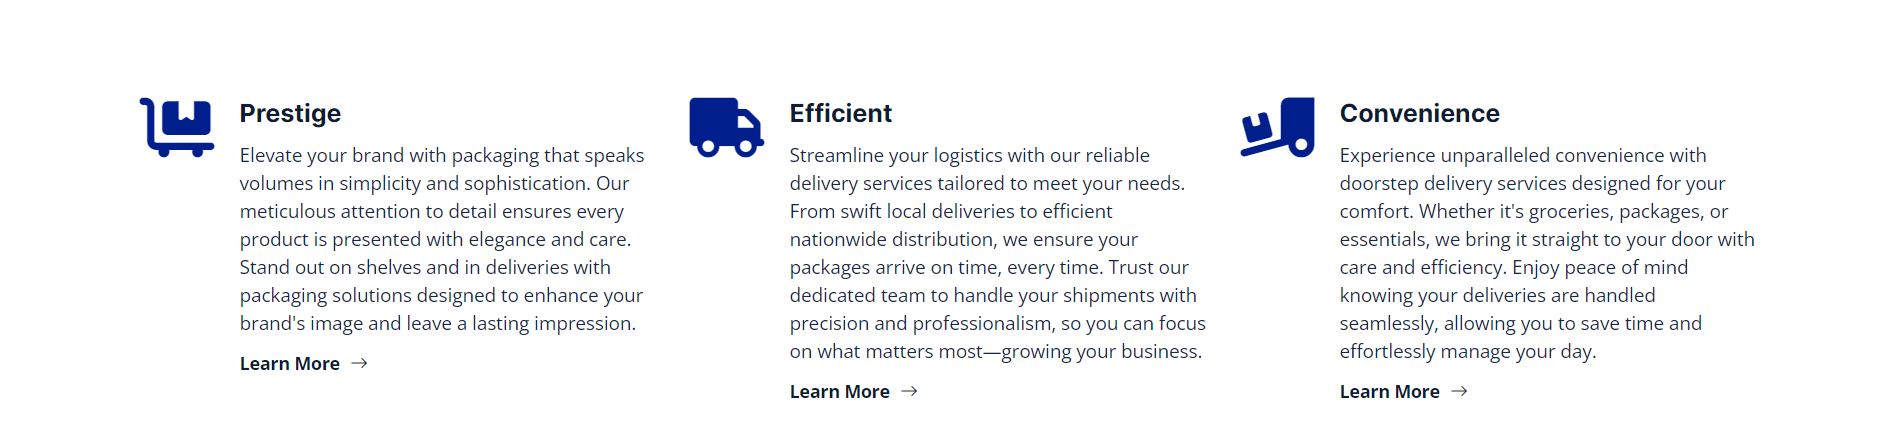 Prestige
Elevate your brand with packaging that speaks
volumes in simplicity and sophistication. Our
meticulous attention to detail ensures every
product is presented with elegance and care.
Stand out on shelves and in deliveries with
packaging solutions designed to enhance your
brand's image and leave a lasting impression.
Learn More →
Efficient
Streamline your logistics with our reliable
delivery services tailored to meet your needs.
From swift local deliveries to efficient
nationwide distribution, we ensure your
packages arrive on time, every time. Trust our
dedicated team to handle your shipments with
precision and professionalism, so you can focus
on what matters most—growing your business.
Learn More →
Convenience
Experience unparalleled convenience with
doorstep delivery services designed for your
comfort. Whether it's groceries, packages, or
essentials, we bring it straight to your door with
care and efficiency. Enjoy peace of mind
knowing your deliveries are handled
seamlessly, allowing you to save time and
effortlessly manage your day.
Learn More →